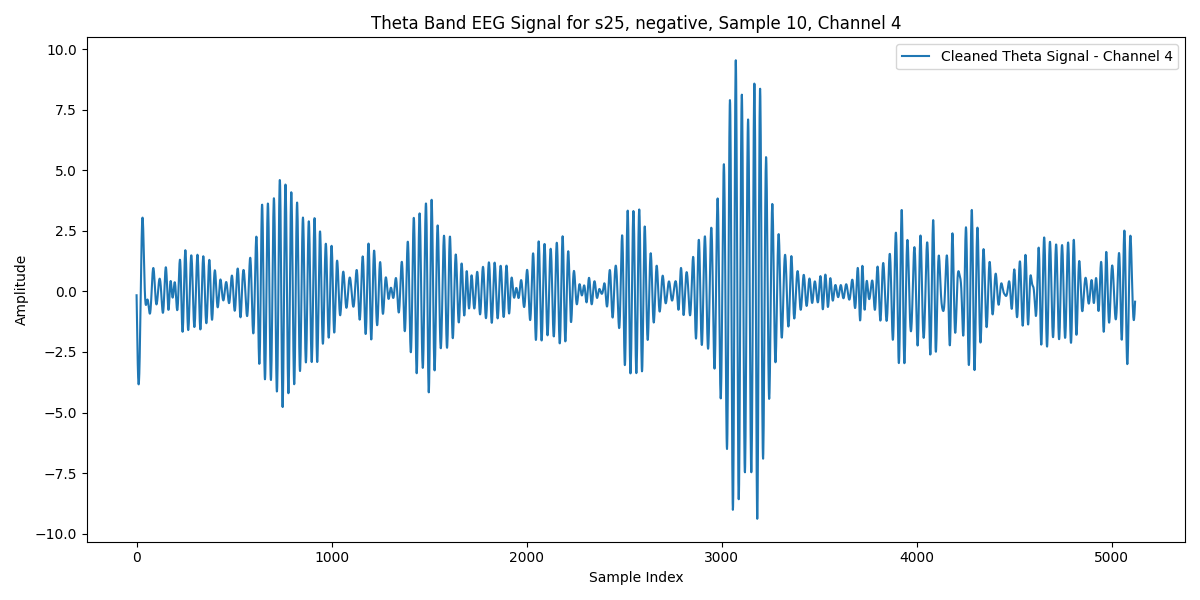 Theta Band EEG Signal for s25, negative, Sample 10, Channel 4
Cleaned Theta Signal - Channel 4
Amplitude
10.0
7.5
5.0
2.5
0.0
−2.5
−5.0
−7.5
−10.0
0 1000 2000 3000 4000 5000
Sample Index